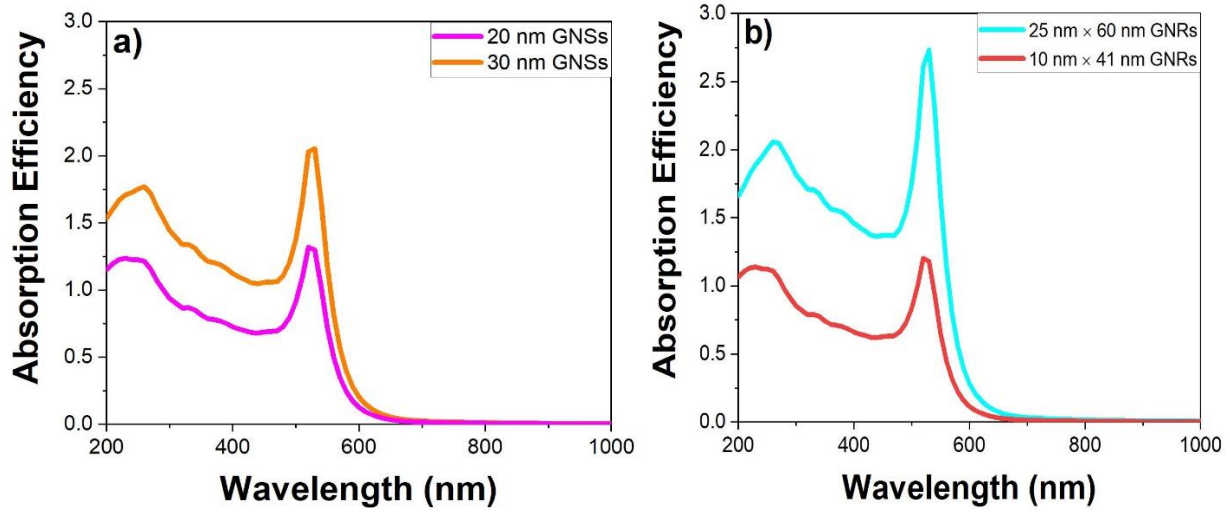 a)
20 nm GNSs
30 nm GNSs
3.0
2.5
2.0
1.5
1.0
0.5
0.0
Absorption Efficiency
200
400
600
800
1000
Wavelength (nm)
b)
25 nm × 60 nm GNRs
10 nm × 41 nm GNRs
3.0
2.5
2.0
1.5
1.0
0.5
0.0
Absorption Efficiency
200
400
600
800
1000
Wavelength (nm)